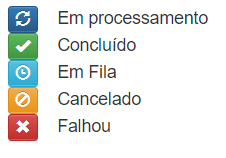 Em processamento
Concluído
Em Fila
Cancelado
Falhou